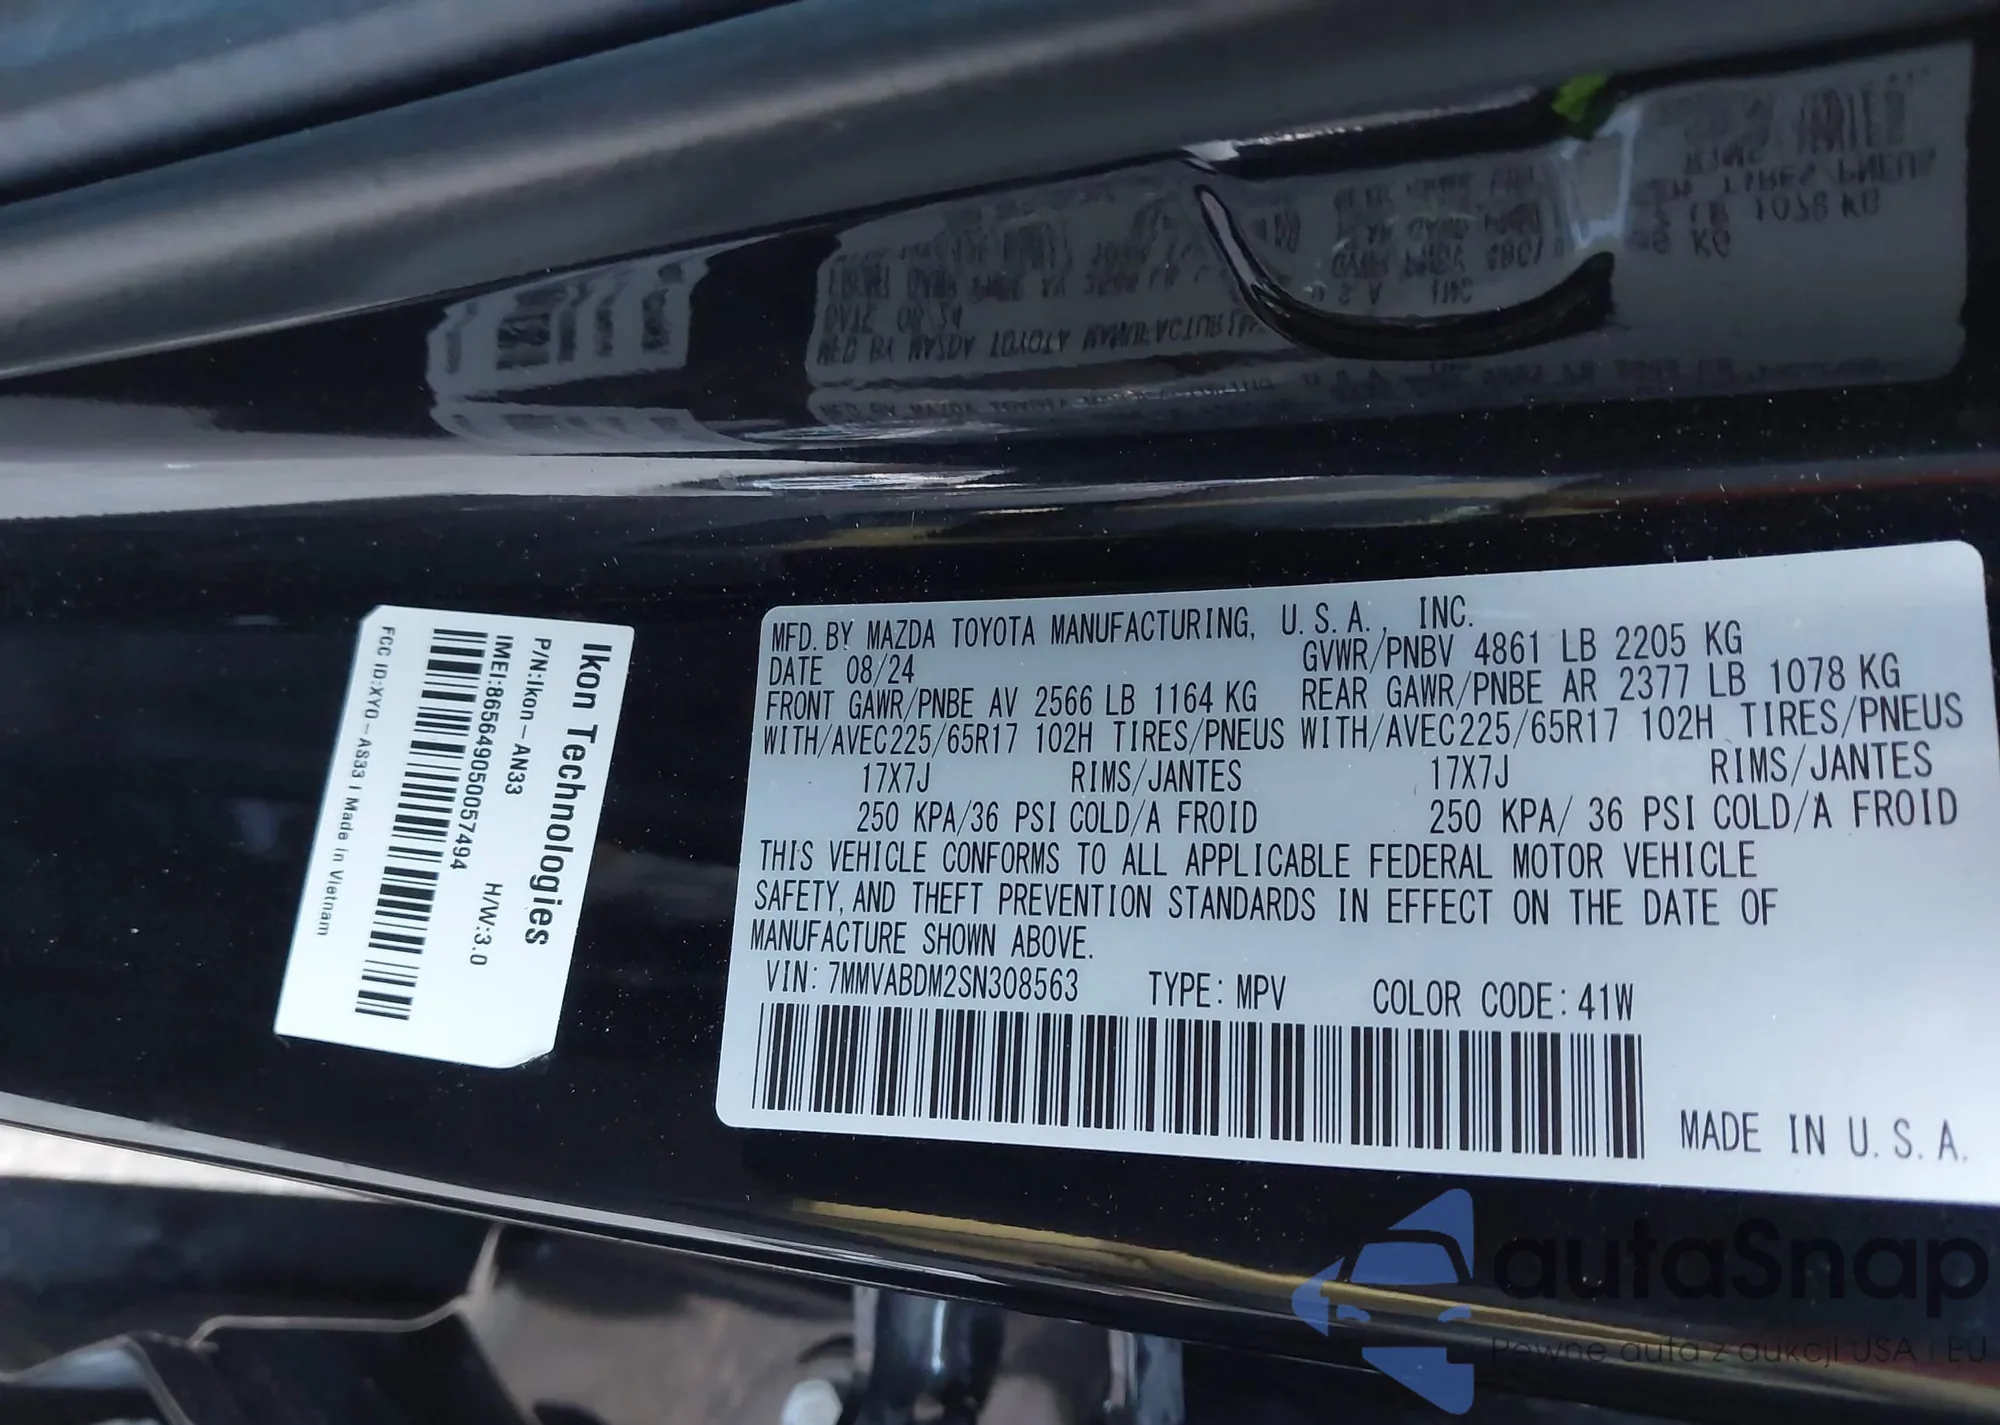 Ikon Technologies
P/N:Ikon-AN33 H/W:3.0
IMEI:865649050057494
FCC ID:XYO-AS33 | Made in Vietnam
MFD. BY MAZDA TOYOTA MANUFACTURING, U.S.A., INC.
DATE 08/24 GVWR/PNBV 4861 LB 2205 KG
FRONT GAWR/PNBE AV 2566 LB 1164 KG REAR GAWR/PNBE AR 2377 LB 1078 KG
WITH/AVEC225/65R17 102H TIRES/PNEUS WITH/AVEC225/65R17 102H TIRES/PNEUS
17X7J RIMS/JANTES 17X7J RIMS/JANTES
250 KPA/36 PSI COLD/A FROID 250 KPA/ 36 PSI COLD/A FROID
THIS VEHICLE CONFORMS TO ALL APPLICABLE FEDERAL MOTOR VEHICLE
SAFETY, AND THEFT PREVENTION STANDARDS IN EFFECT ON THE DATE OF
MANUFACTURE SHOWN ABOVE.
VIN: 7MMVABDM2SN308563 TYPE: MPV COLOR CODE: 41W
MADE IN U.S.A.
autaSnap
Pewne auta z aukcji USA i EU